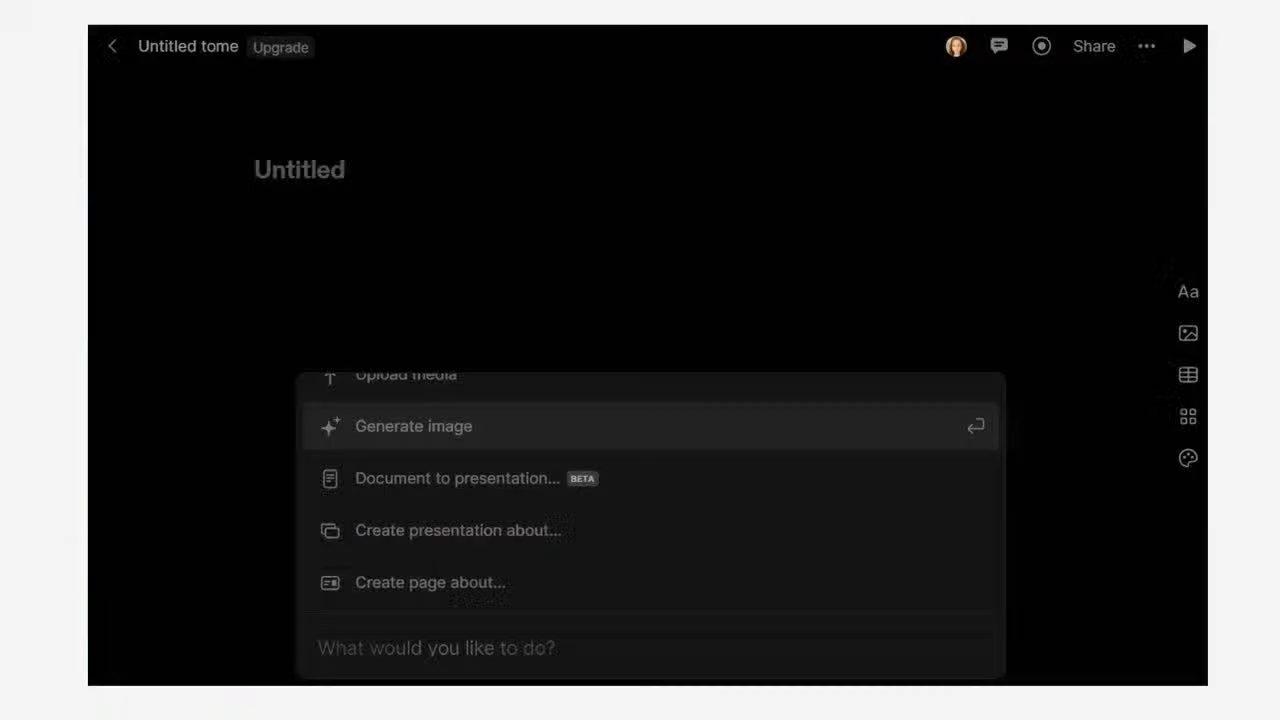 Untitled tome Upgrade Share
Untitled
Aa
Upload media
Generate image
Document to presentation... BETA
Create presentation about...
Create page about...
What would you like to do?